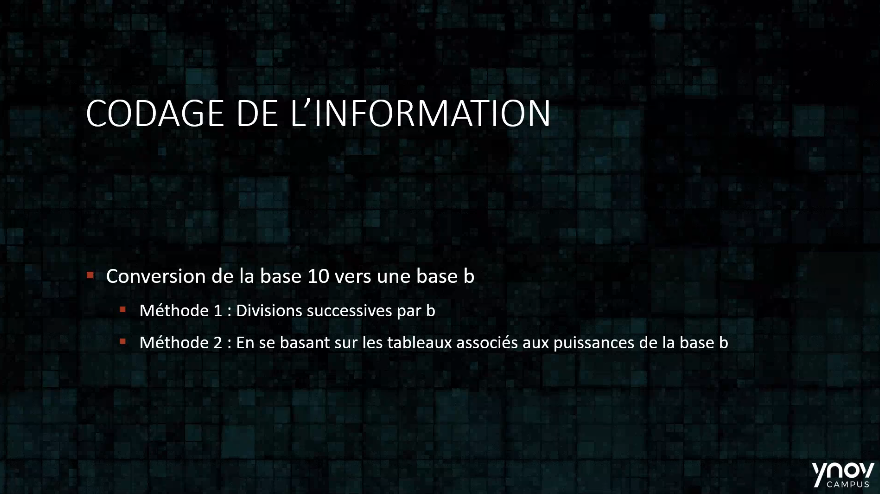 CODAGE DE L’INFORMATION
Conversion de la base 10 vers une base b
Méthode 1 : Divisions successives par b
Méthode 2 : En se basant sur les tableaux associés aux puissances de la base b
ynov
CAMPUS